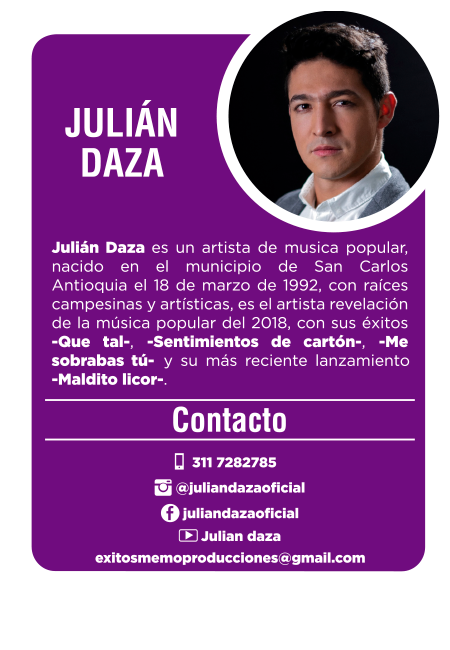 JULIÁN
DAZA
Julián Daza es un artista de musica popular,
nacido en el municipio de San Carlos
Antioquia el 18 de marzo de 1992, con raíces
campesinas y artísticas, es el artista revelación
de la música popular del 2018, con sus éxitos
-Que tal-, -Sentimientos de cartón-, -Me
sobrabas tú- y su más reciente lanzamiento
-Maldito licor-.
Contacto
311 7282785
@juliandazaoficial
juliandazaoficial
Julian daza
exitosmemoproducciones@gmail.com